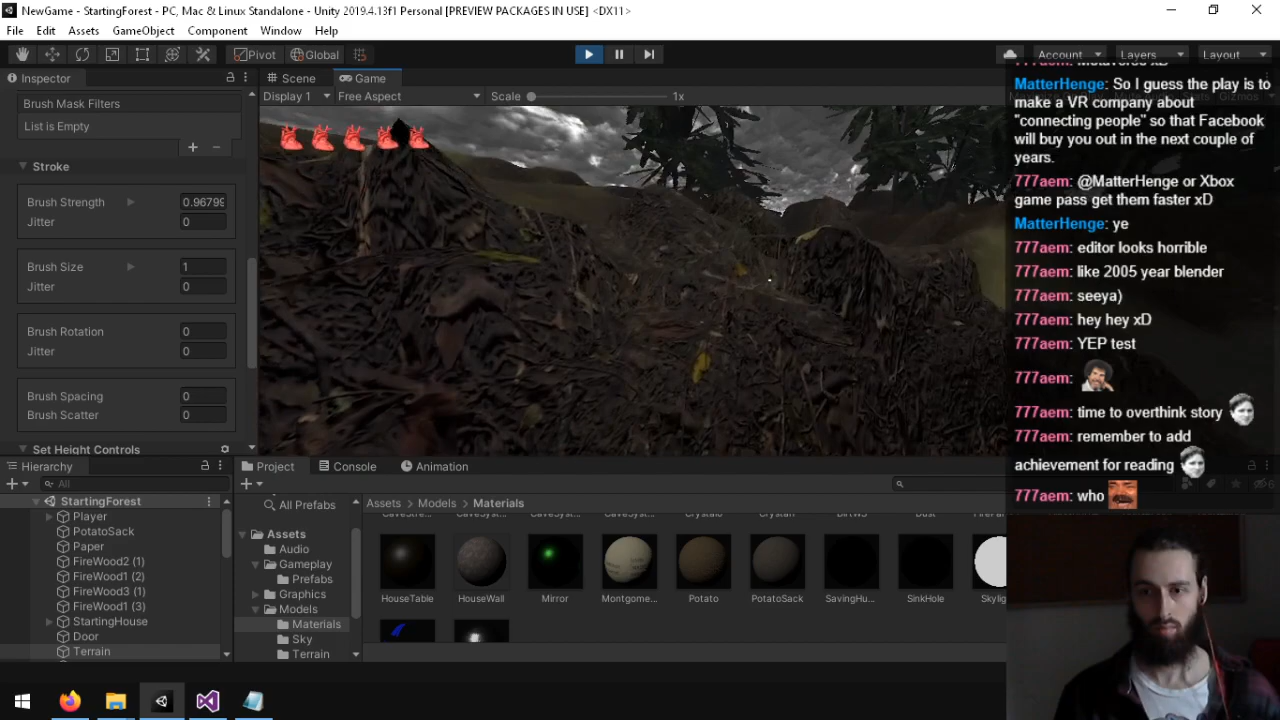 NewGame - StartingForest - PC, Mac & Linux Standalone - Unity 2019.4.13f1 Personal [PREVIEW PACKAGES IN USE] <DX11>
File Edit Assets GameObject Component Window Help
Pivot Global Account Layers Layout
Inspector Scene Game
Display 1 Free Aspect Scale 1x
Brush Mask Filters
List is Empty
Stroke
Brush Strength 0.96799
Jitter 0
Brush Size 1
Jitter 0
Brush Rotation 0
Jitter 0
Brush Spacing 0
Brush Scatter 0
Set Height Controls
MatterHenge: So I guess the play is to
make a VR company about
"connecting people" so that Facebook
will buy you out in the next couple of
years.
777aem: @MatterHenge or Xbox
game pass get them faster xD
MatterHenge: ye
777aem: editor looks horrible
777aem: like 2005 year blender
777aem: seeya)
777aem: hey hey xD
777aem: YEP test
777aem:
777aem: time to overthink story
777aem: remember to add
achievement for reading
777aem: who
Hierarchy
All
StartingForest
Player
PotatoSack
Paper
FireWood2 (1)
FireWood1 (2)
FireWood3 (1)
FireWood1 (3)
StartingHouse
Door
Terrain
Project Console Animation
All Prefabs
Assets
Audio
Gameplay
Prefabs
Graphics
Models
Materials
Sky
Terrain
Assets > Models > Materials
HouseTable HouseWall Mirror Montgome... Potato PotatoSack SavingHu... SinkHole